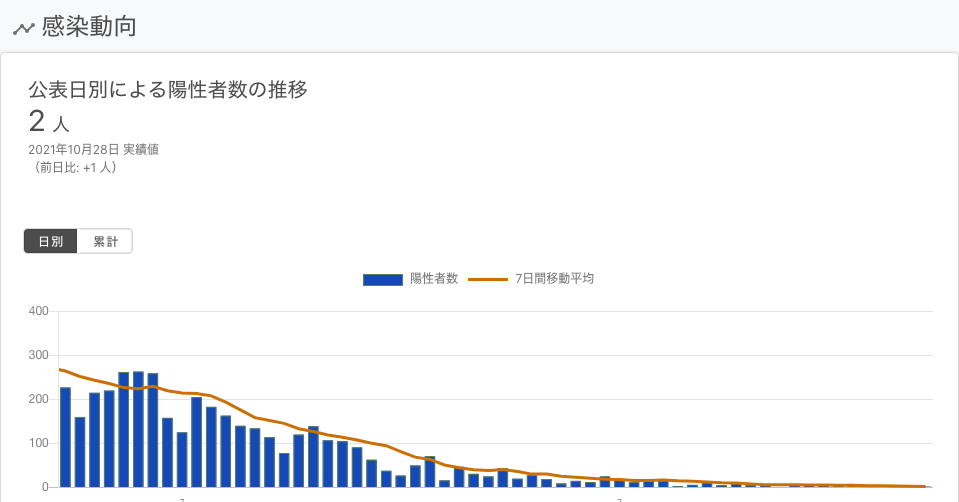 感染動向
公表日別による陽性者数の推移
2 人
2021年10月28日 実績値
（前日比: +1 人）
日別 累計
陽性者数 7日間移動平均
400
300
200
100
0